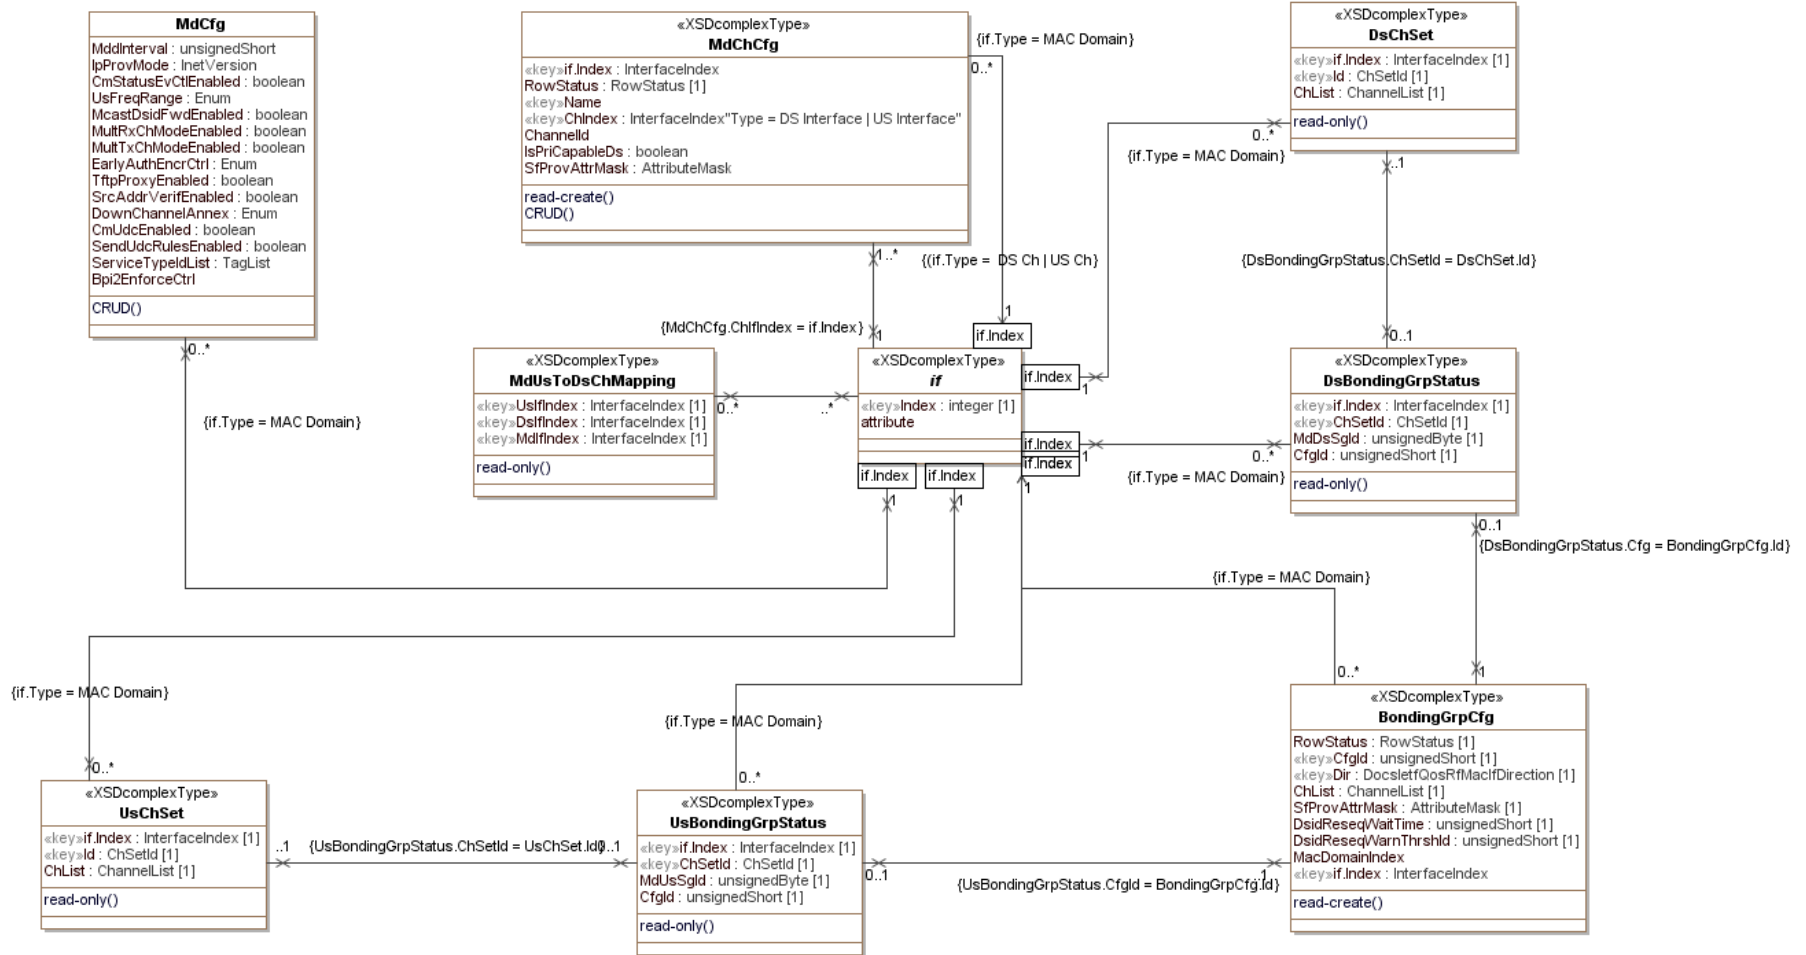 MdCfg
MddInterval : unsignedShort
IpProvMode : InetVersion
CmStatusEvCtlEnabled : boolean
UsFreqRange : Enum
McastDsidFwdEnabled : boolean
MultRxChModeEnabled : boolean
MultTxChModeEnabled : boolean
EarlyAuthEncrCtrl : Enum
TftpProxyEnabled : boolean
SrcAddrVerifEnabled : boolean
DownChannelAnnex : Enum
CmUdcEnabled : boolean
SendUdcRulesEnabled : boolean
ServiceTypeIdList : TagList
Bpi2EnforceCtrl
CRUD()
0..*
{if.Type = MAC Domain}
«XSDcomplexType»
MdChCfg
«key»if.Index : InterfaceIndex
RowStatus : RowStatus [1]
«key»Name
«key»ChIndex : InterfaceIndex"Type = DS Interface | US Interface"
ChannelId
IsPriCapableDs : boolean
SfProvAttrMask : AttributeMask
read-create()
CRUD()
{if.Type = MAC Domain}
0..*
1..*
{(if.Type = DS Ch | US Ch}
{MdChCfg.ChIfIndex = if.Index}
1
1
if.Index
«XSDcomplexType»
DsChSet
«key»if.Index : InterfaceIndex [1]
«key»Id : ChSetId [1]
ChList : ChannelList [1]
read-only()
0..*
{if.Type = MAC Domain}
..1
{DsBondingGrpStatus.ChSetId = DsChSet.Id}
0..1
«XSDcomplexType»
MdUsToDsChMapping
«key»UsIfIndex : InterfaceIndex [1]
«key»DsIfIndex : InterfaceIndex [1]
«key»MdIfIndex : InterfaceIndex [1]
read-only()
0..*
..*
«XSDcomplexType»
if
«key»Index : integer [1]
attribute
if.Index
1
if.Index
1
if.Index
1
if.Index
1
if.Index
1
0..*
{if.Type = MAC Domain}
«XSDcomplexType»
DsBondingGrpStatus
«key»if.Index : InterfaceIndex [1]
«key»ChSetId : ChSetId [1]
MdDsSgId : unsignedByte [1]
CfgId : unsignedShort [1]
read-only()
0..1
{DsBondingGrpStatus.Cfg = BondingGrpCfg.Id}
{if.Type = MAC Domain}
0..*
1
{if.Type = MAC Domain}
0..*
«XSDcomplexType»
UsChSet
«key»if.Index : InterfaceIndex [1]
«key»Id : ChSetId [1]
ChList : ChannelList [1]
read-only()
..1
{UsBondingGrpStatus.ChSetId = UsChSet.Id}
0..1
{if.Type = MAC Domain}
0..*
«XSDcomplexType»
UsBondingGrpStatus
«key»if.Index : InterfaceIndex [1]
«key»ChSetId : ChSetId [1]
MdUsSgId : unsignedByte [1]
CfgId : unsignedShort [1]
read-only()
0..1
{UsBondingGrpStatus.CfgId = BondingGrpCfg.Id}
..1
«XSDcomplexType»
BondingGrpCfg
RowStatus : RowStatus [1]
«key»CfgId : unsignedShort [1]
«key»Dir : DocsIetfQosRfMacIfDirection [1]
ChList : ChannelList [1]
SfProvAttrMask : AttributeMask [1]
DsidReseqWaitTime : unsignedShort [1]
DsidReseqWarnThrshld : unsignedShort [1]
MacDomainIndex
«key»if.Index : InterfaceIndex
read-create()